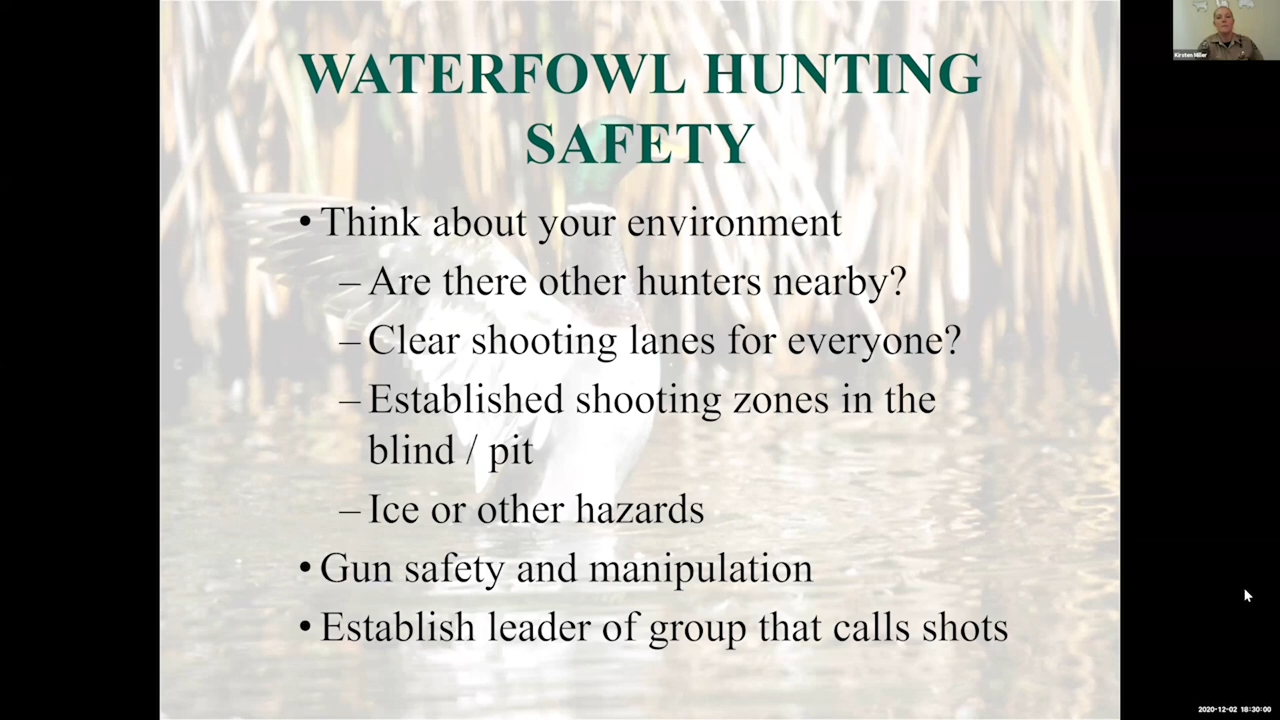 WATERFOWL HUNTING
SAFETY
• Think about your environment
– Are there other hunters nearby?
– Clear shooting lanes for everyone?
– Established shooting zones in the
blind / pit
– Ice or other hazards
• Gun safety and manipulation
• Establish leader of group that calls shots
Kirsten Miller
2020-12-02 18:30:00